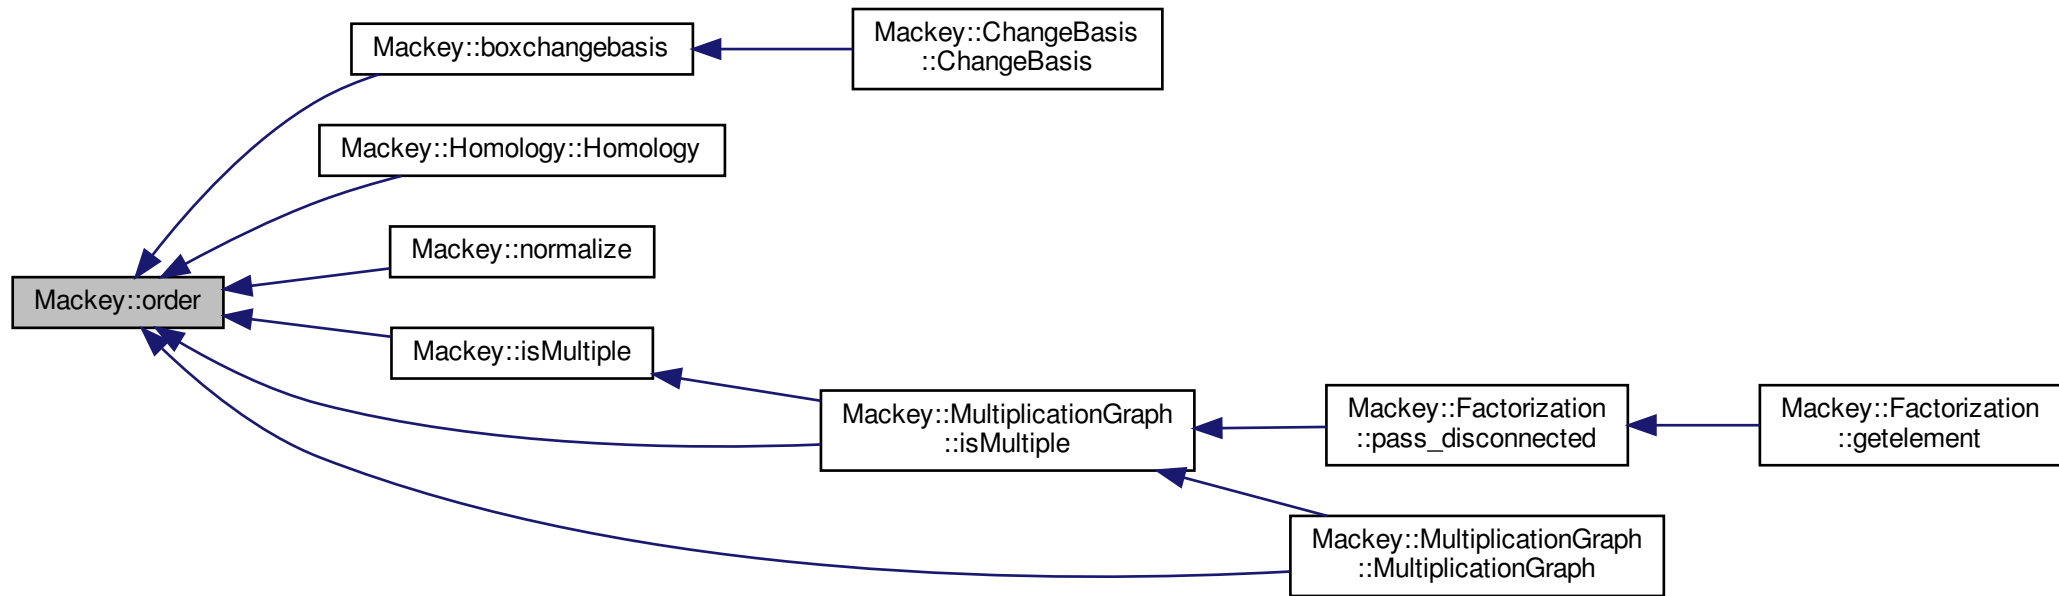 Mackey::boxchangebasis
Mackey::ChangeBasis
::ChangeBasis
Mackey::Homology::Homology
Mackey::normalize
Mackey::order
Mackey::isMultiple
Mackey::MultiplicationGraph
::isMultiple
Mackey::Factorization
::pass_disconnected
Mackey::Factorization
::getelement
Mackey::MultiplicationGraph
::MultiplicationGraph